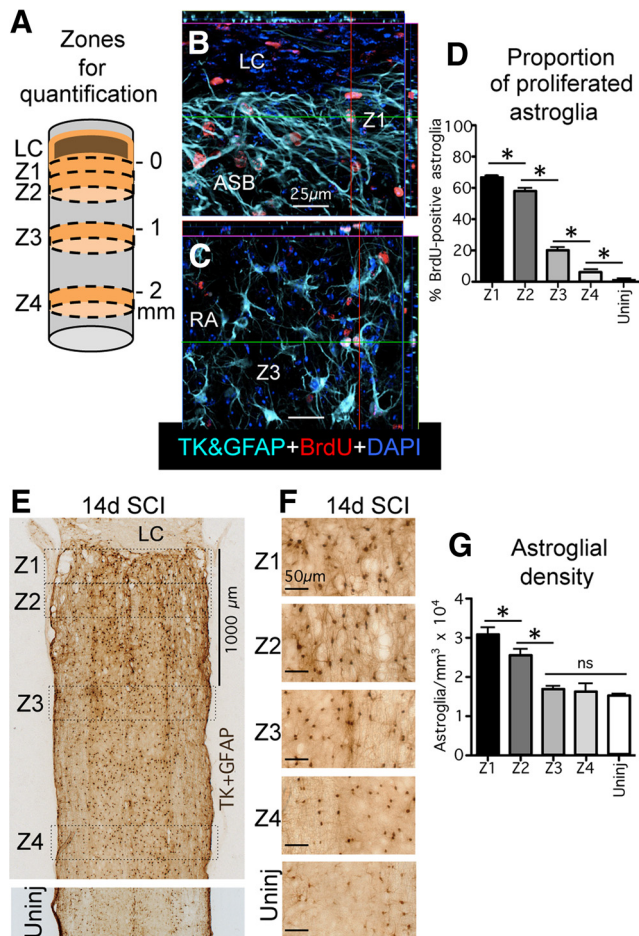 A
Zones
for
quantification
LC
Z1
Z2
Z3
Z4
- 0
- 1
- 2
mm
B
LC
Z1
ASB
25µm
C
RA
Z3
TK&GFAP+BrdU+DAPI
D
Proportion
of proliferated
astroglia
% BrdU-positive astroglia
100
80
60
40
20
0
*
*
*
*
Z1
Z2
Z3
Z4
Uninj
E
14d SCI
LC
Z1
Z2
Z3
Z4
Uninj
1000 µm
TK+GFAP
F
14d SCI
Z1
50µm
Z2
Z3
Z4
Uninj
G
Astroglial
density
Astroglia/mm³ x 10⁴
4
3
2
1
0
*
*
ns
Z1
Z2
Z3
Z4
Uninj